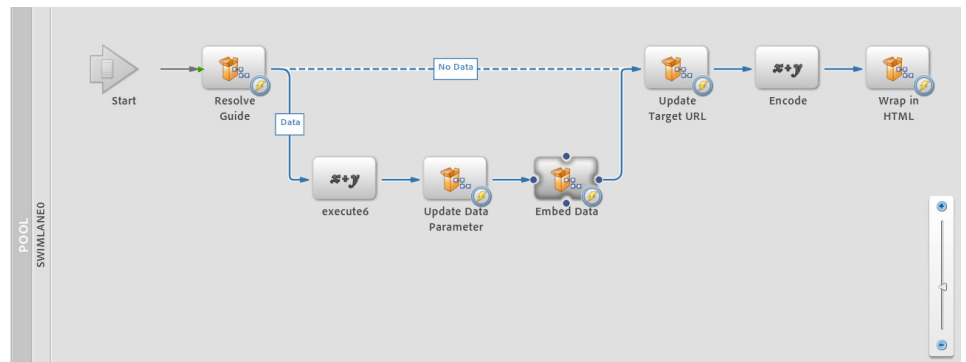 POOL
SWIMLANE0
Start
Resolve
Guide
No Data
Data
Update
Target URL
x+y
Encode
Wrap in
HTML
x+y
execute6
Update Data
Parameter
Embed Data